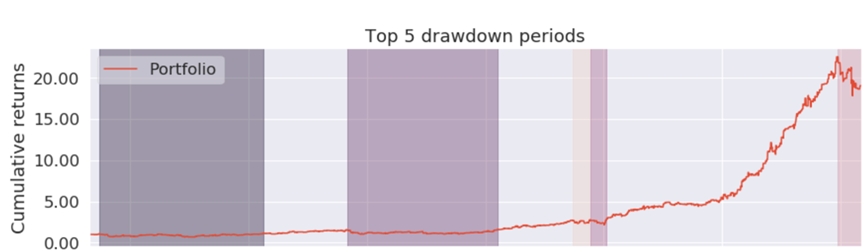 Top 5 drawdown periods
Portfolio
Cumulative returns
20.00
15.00
10.00
5.00
0.00